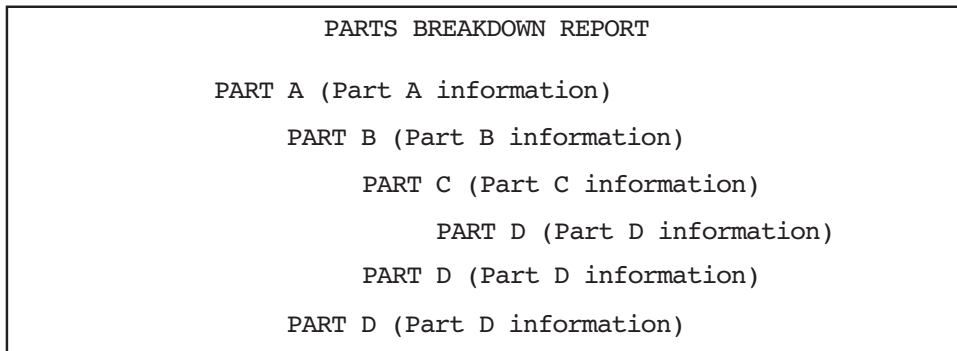 PARTS BREAKDOWN REPORT
PART A (Part A information)
PART B (Part B information)
PART C (Part C information)
PART D (Part D information)
PART D (Part D information)
PART D (Part D information)